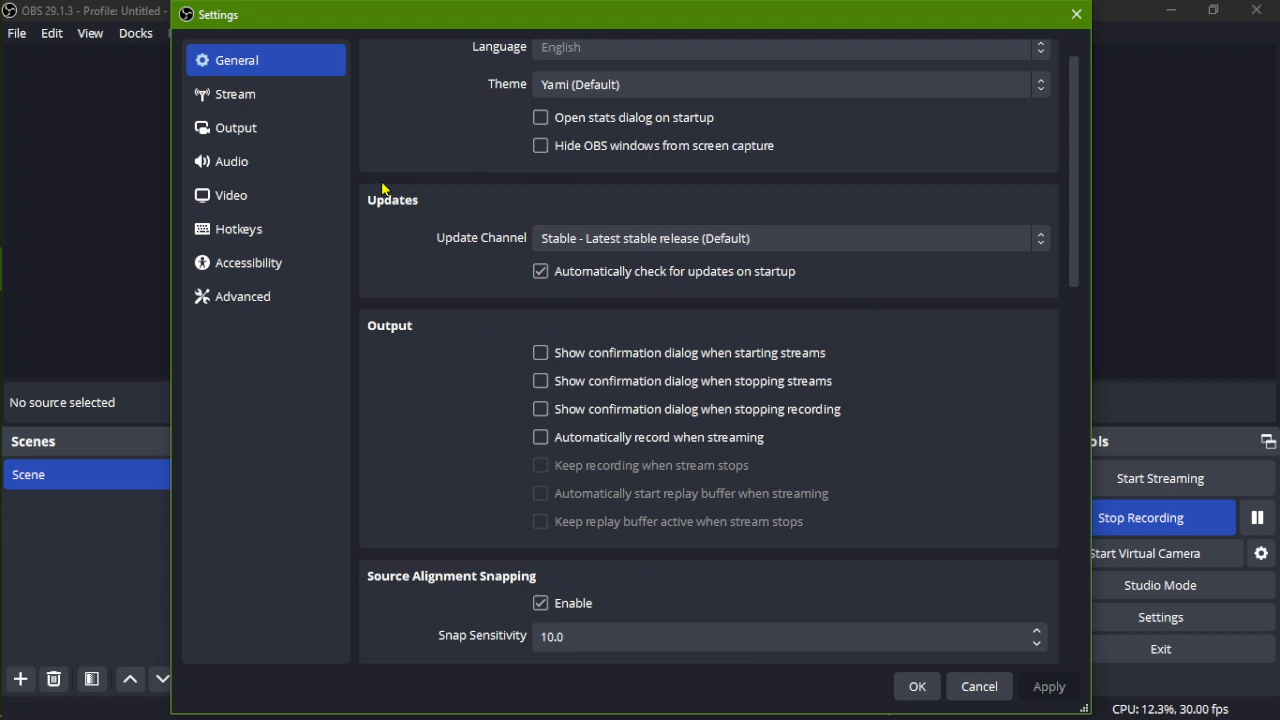 OBS 29.1.3 - Profile: Untitled -
Settings
File Edit View Docks
General
Stream
Output
Audio
Video
Hotkeys
Accessibility
Advanced
Language English
Theme Yami (Default)
Open stats dialog on startup
Hide OBS windows from screen capture
Updates
Update Channel Stable - Latest stable release (Default)
Automatically check for updates on startup
Output
Show confirmation dialog when starting streams
Show confirmation dialog when stopping streams
Show confirmation dialog when stopping recording
Automatically record when streaming
Keep recording when stream stops
Automatically start replay buffer when streaming
Keep replay buffer active when stream stops
Source Alignment Snapping
Enable
Snap Sensitivity 10.0
OK Cancel Apply
No source selected
Scenes
Scene
ols
Start Streaming
Stop Recording
Start Virtual Camera
Studio Mode
Settings
Exit
CPU: 12.3%, 30.00 fps